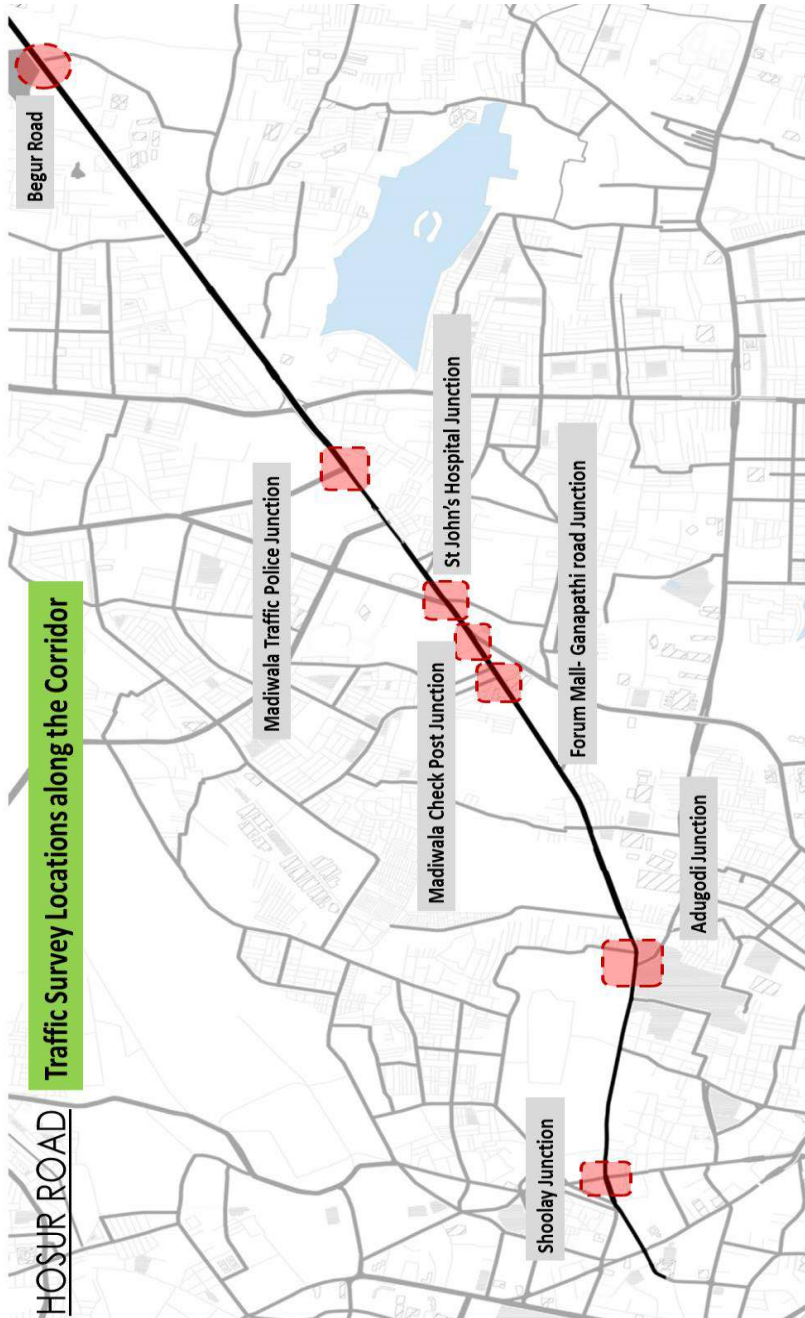 HOSUR ROAD
Traffic Survey Locations along the Corridor
Shoolay Junction
Adugodi Junction
Madiwala Check Post Junction
Forum Mall- Ganapathi road Junction
Madiwala Traffic Police Junction
St John's Hospital Junction
Begur Road